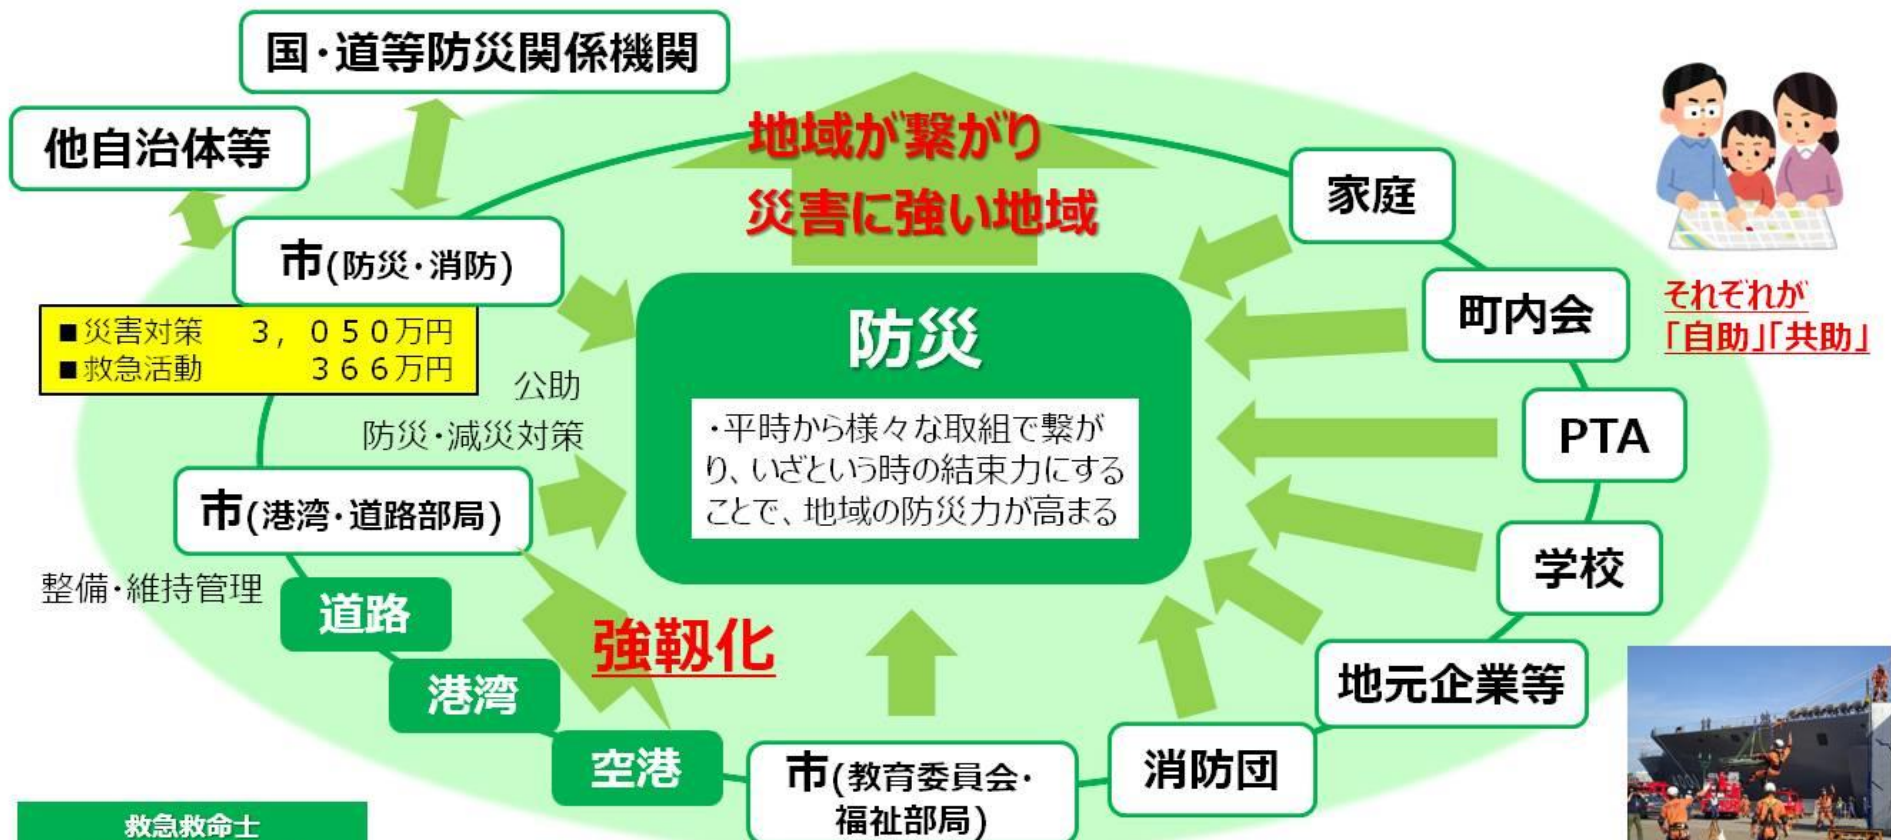 国・道等防災関係機関
他自治体等
地域が繋がり
災害に強い地域
家庭
市(防災・消防)
■災害対策　３，０５０万円
■救急活動　３６６万円
公助
防災・減災対策
防災
・平時から様々な取組で繋が
り、いざという時の結束力にする
ことで、地域の防災力が高まる
町内会
それぞれが
「自助」「共助」
PTA
市(港湾・道路部局)
整備・維持管理
道路
港湾
空港
強靱化
学校
地元企業等
消防団
市(教育委員会・
福祉部局)
救急救命士